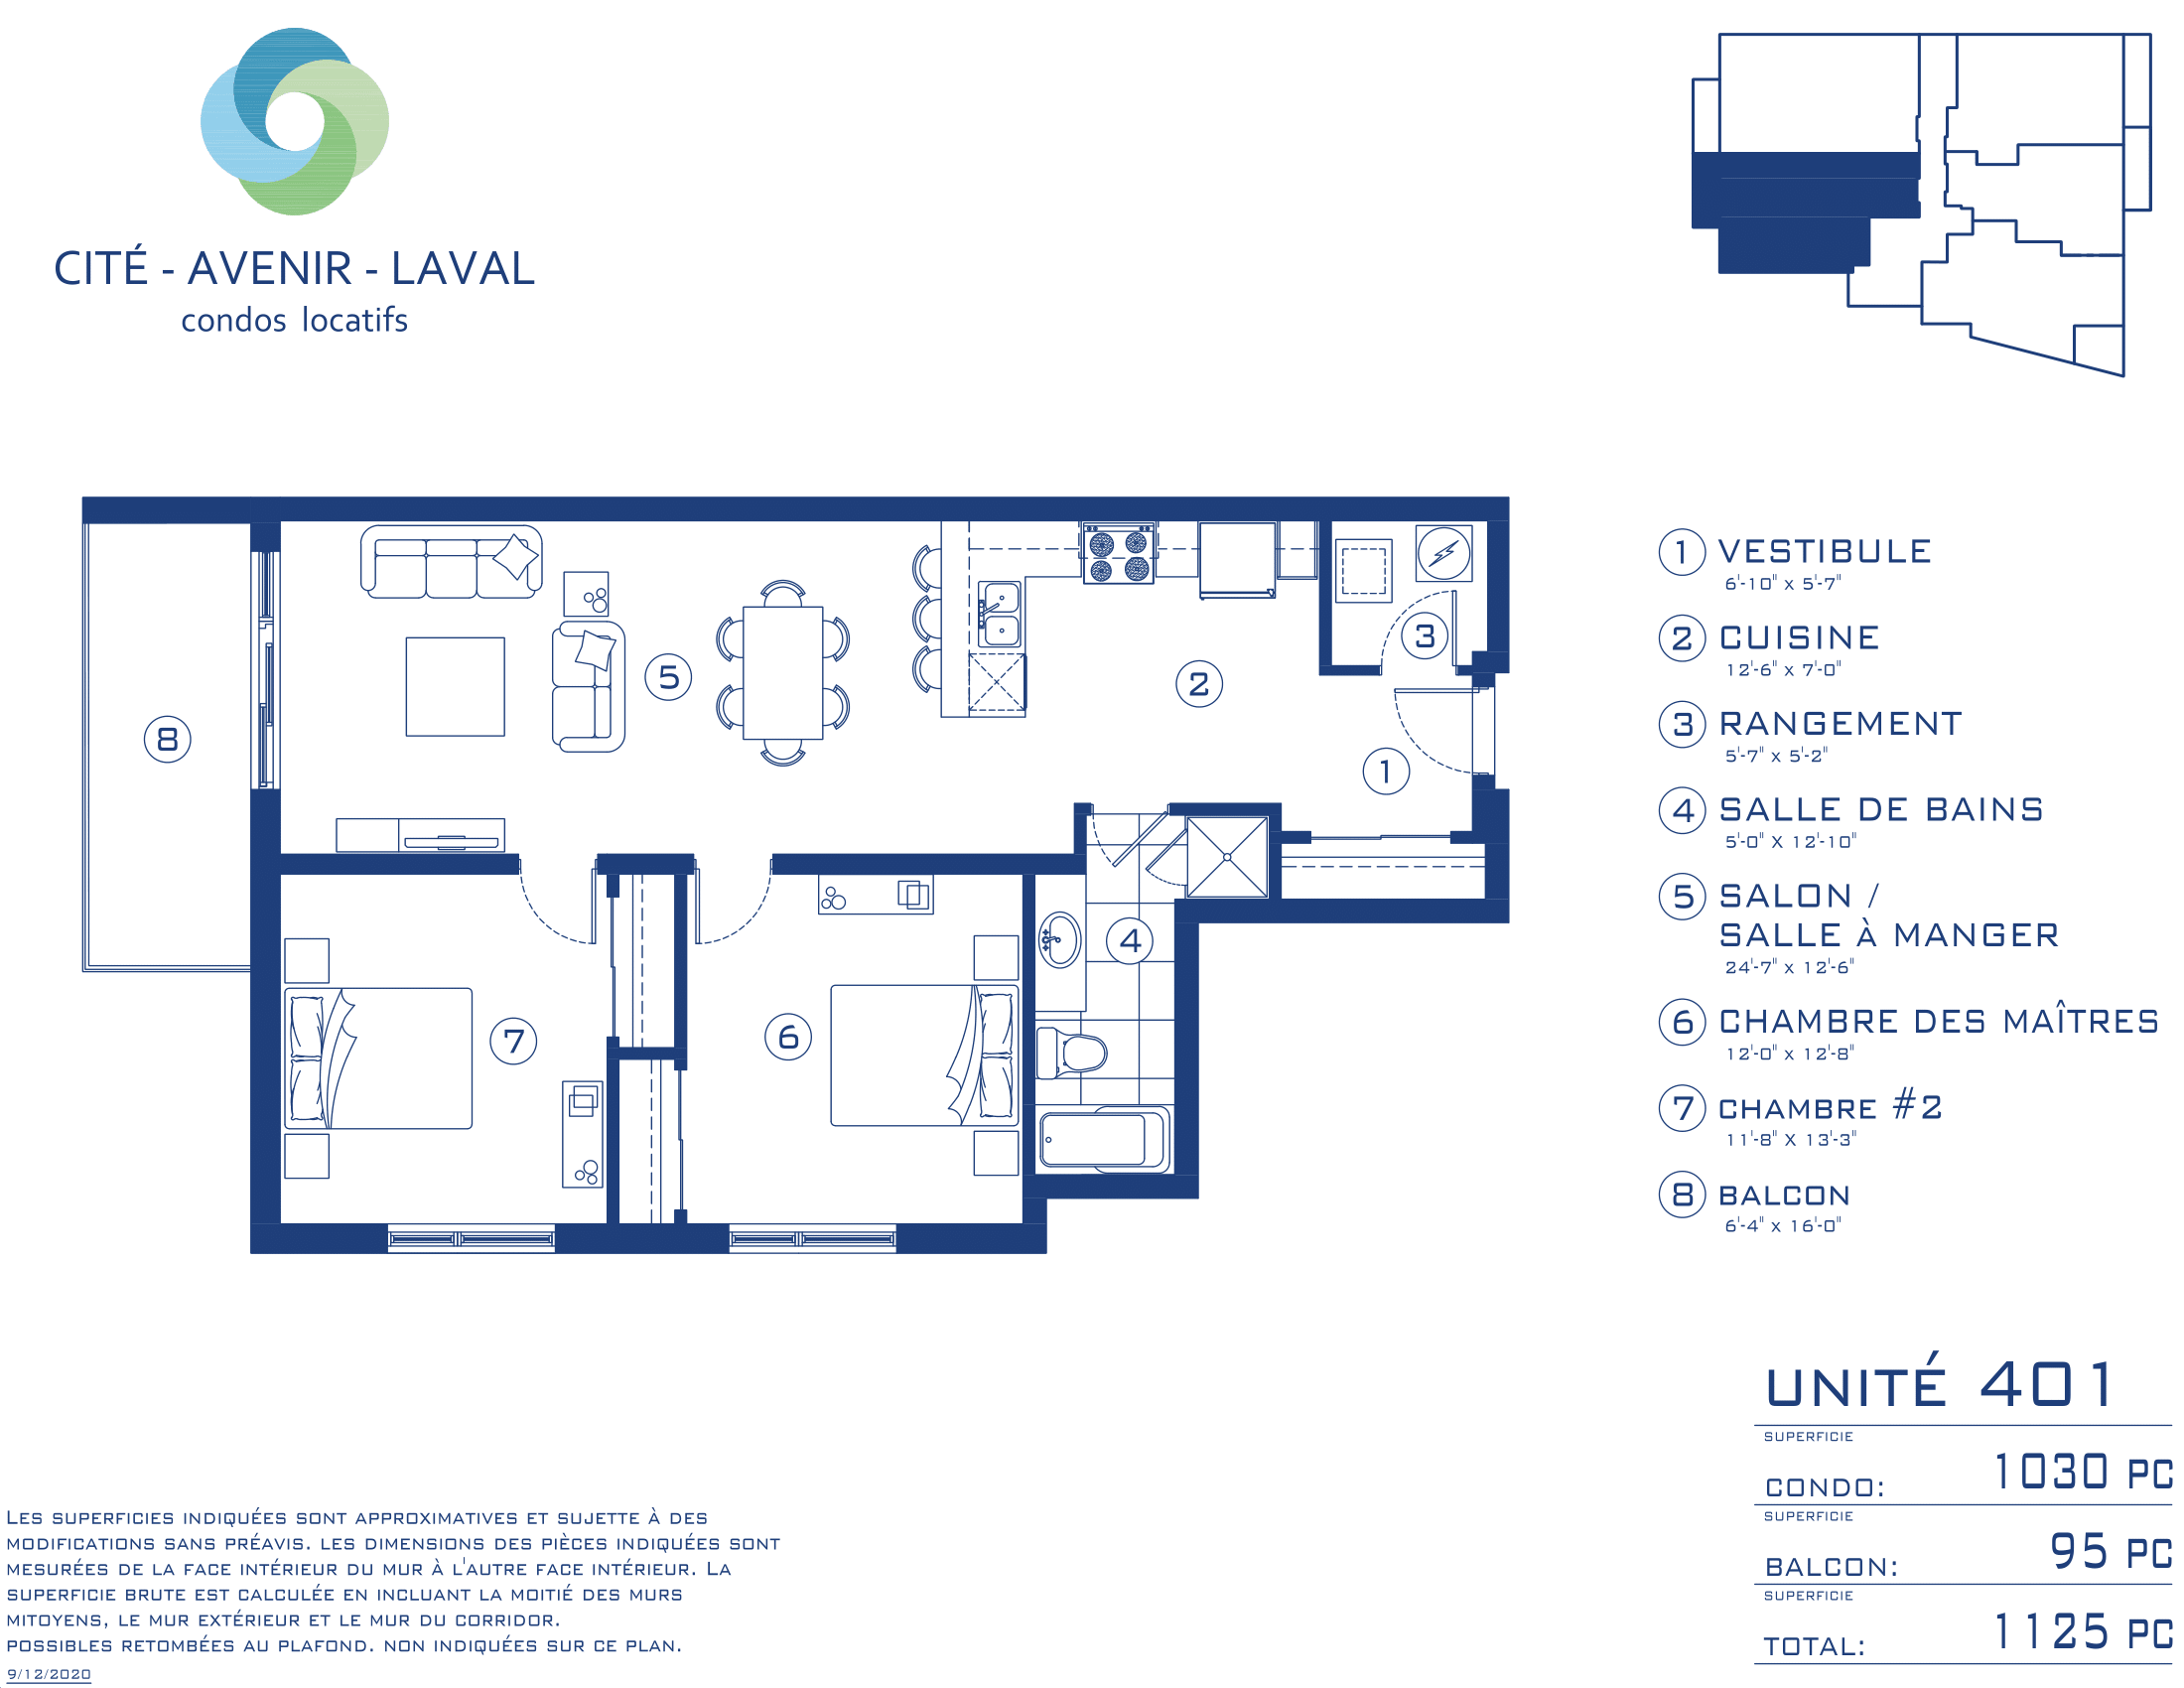 CITÉ - AVENIR - LAVAL
condos locatifs
1 VESTIBULE
6'-10" x 5'-7"
2 CUISINE
12'-6" x 7'-0"
3 RANGEMENT
5'-7" x 5'-2"
4 SALLE DE BAINS
5'-0" X 12'-10"
5 SALON /
SALLE À MANGER
24'-7" x 12'-6"
6 CHAMBRE DES MAÎTRES
12'-0" x 12'-8"
7 CHAMBRE #2
11'-8" X 13'-3"
8 BALCON
6'-4" x 16'-0"
8
5
2
3
1
4
7
6
UNITÉ 401
SUPERFICIE
CONDO: 1030 PC
SUPERFICIE
BALCON: 95 PC
SUPERFICIE
TOTAL: 1125 PC
LES SUPERFICIES INDIQUÉES SONT APPROXIMATIVES ET SUJETTE À DES
MODIFICATIONS SANS PRÉAVIS. LES DIMENSIONS DES PIÈCES INDIQUÉES SONT
MESURÉES DE LA FACE INTÉRIEUR DU MUR À L'AUTRE FACE INTÉRIEUR. LA
SUPERFICIE BRUTE EST CALCULÉE EN INCLUANT LA MOITIÉ DES MURS
MITOYENS, LE MUR EXTÉRIEUR ET LE MUR DU CORRIDOR.
POSSIBLES RETOMBÉES AU PLAFOND. NON INDIQUÉES SUR CE PLAN.
9/12/2020